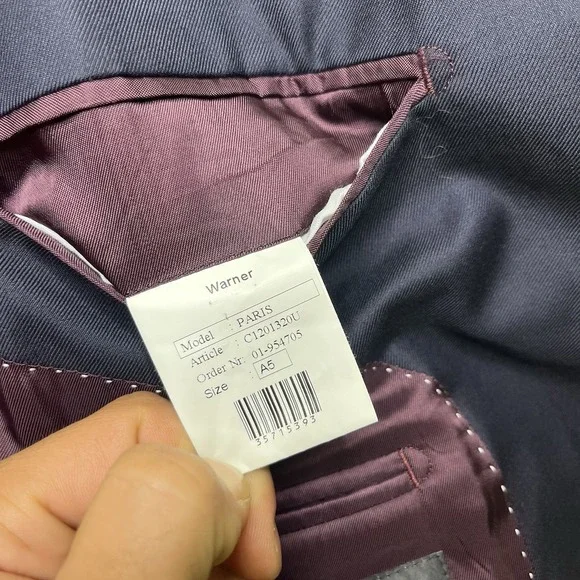 Warner
Model : PARIS
Article : C1201320U
Order Nr: 01-954705
Size : A5
35715393